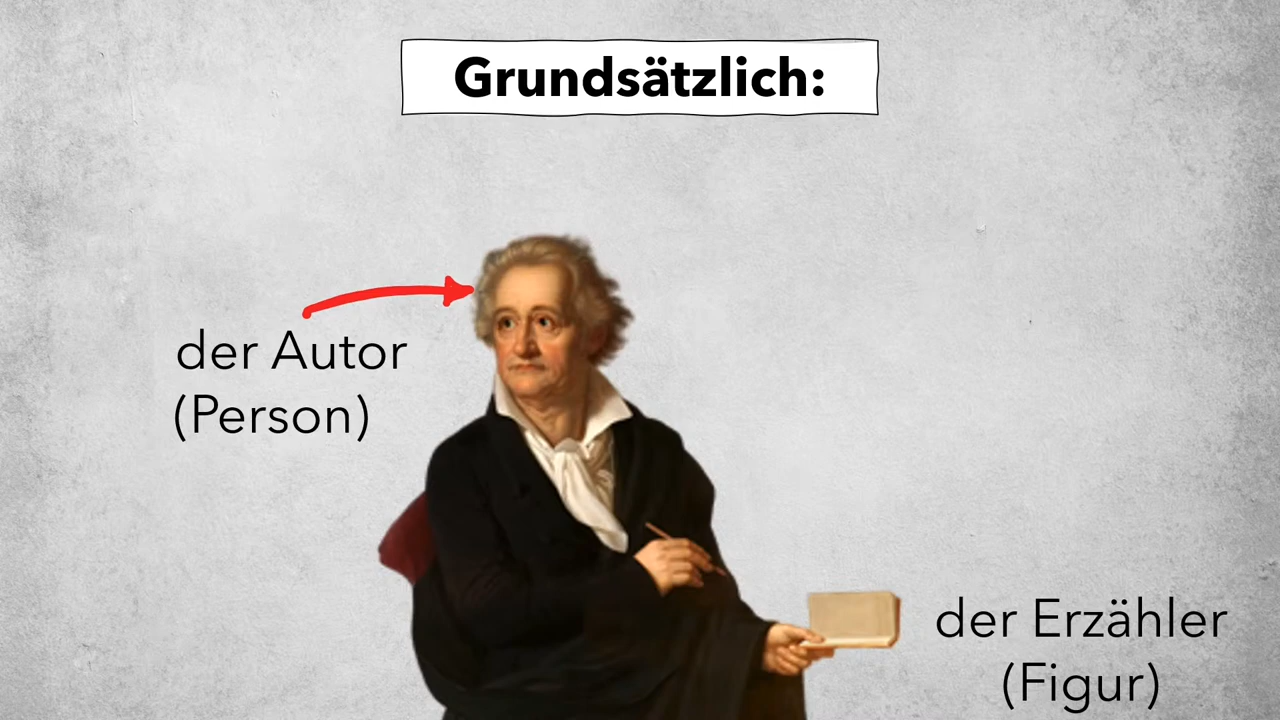 Grundsätzlich:
der Autor
(Person)
der Erzähler
(Figur)